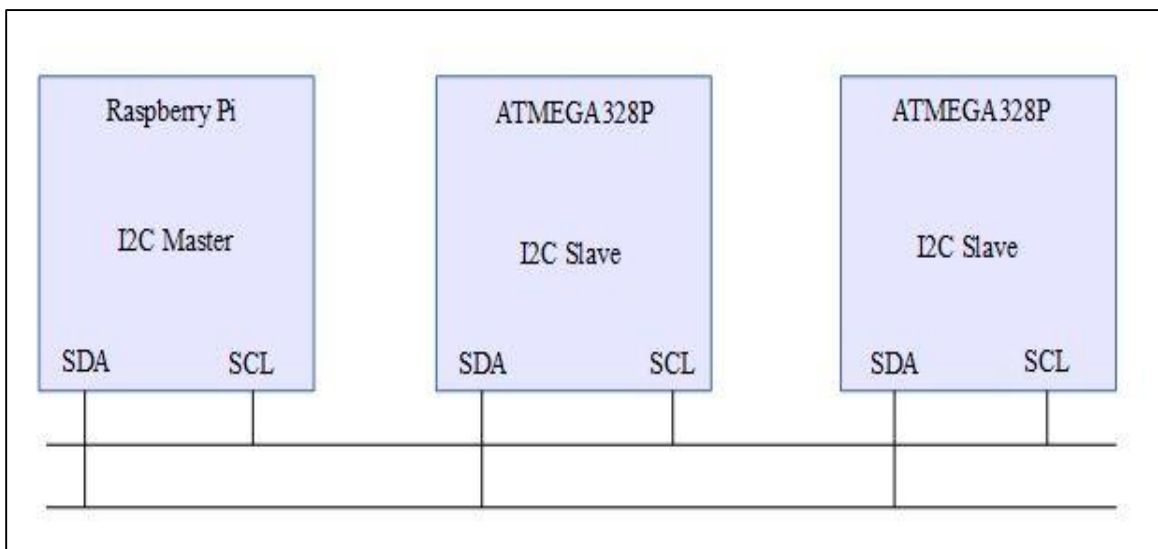 Raspberry Pi
I2C Master
SDA
SCL
ATMEGA328P
I2C Slave
SDA
SCL
ATMEGA328P
I2C Slave
SDA
SCL